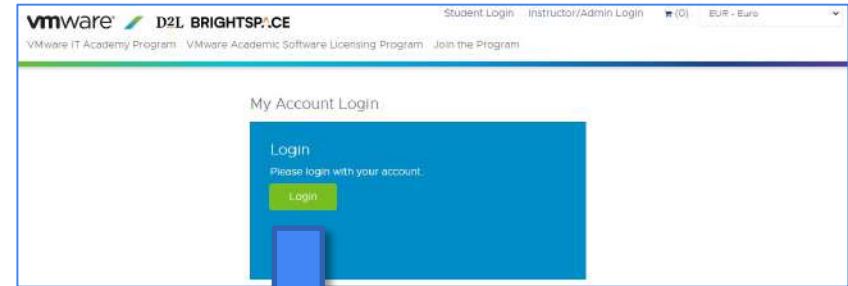 vmware D2L BRIGHTSPACE Student Login Instructor/Admin Login (0) EUR - Euro
VMware IT Academy Program VMware Academic Software Licensing Program Join the Program
My Account Login
Login
Please login with your account.
Login